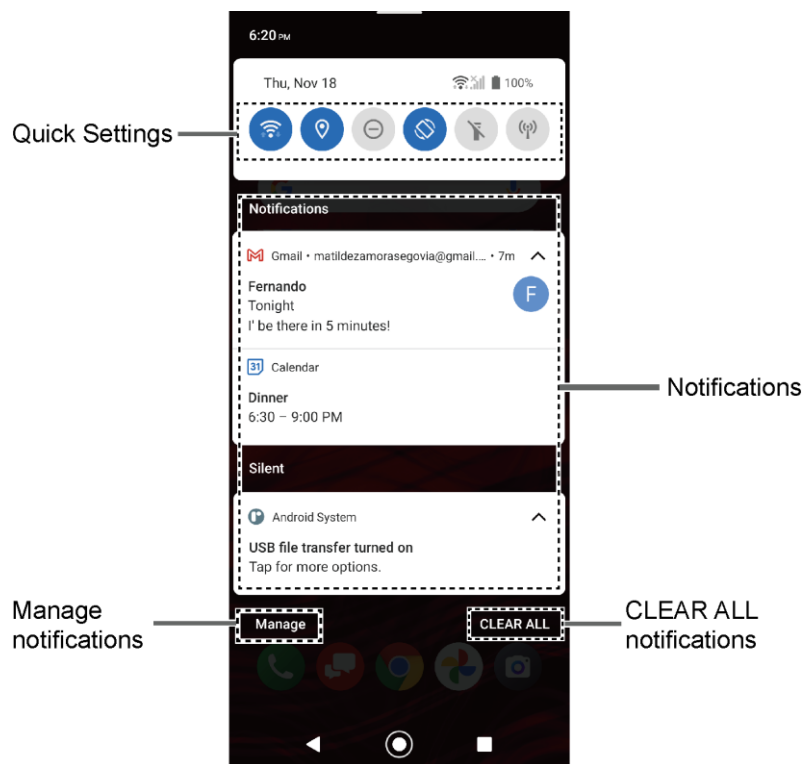 6:20 PM
Thu, Nov 18
100%
Quick Settings
Notifications
Gmail • matildezamorasegovia@gmail.... • 7m
Fernando
F
Tonight
I' be there in 5 minutes!
31 Calendar
Notifications
Dinner
6:30 – 9:00 PM
Silent
Android System
USB file transfer turned on
Tap for more options.
Manage
notifications
Manage
CLEAR ALL
CLEAR ALL
notifications